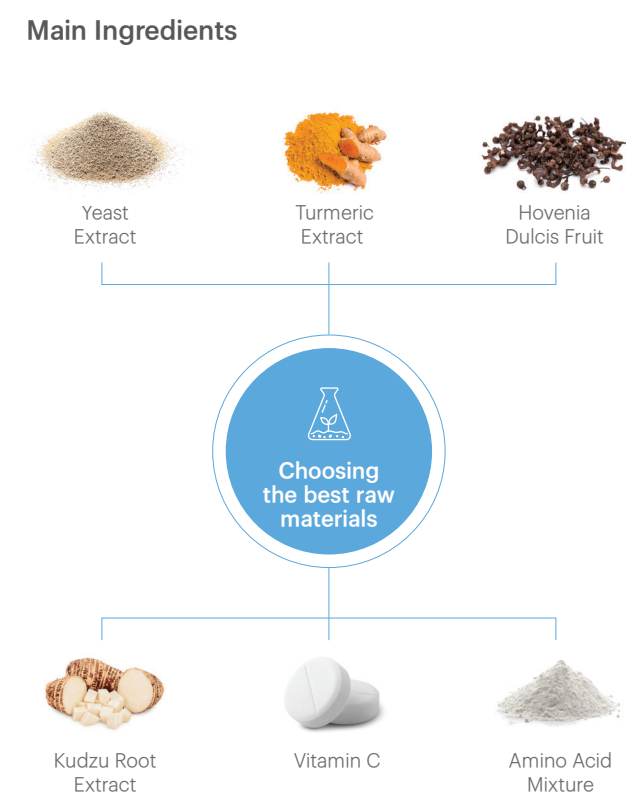 Main Ingredients
Yeast
Extract
Turmeric
Extract
Hovenia
Dulcis Fruit
Choosing
the best raw
materials
Kudzu Root
Extract
Vitamin C
Amino Acid
Mixture